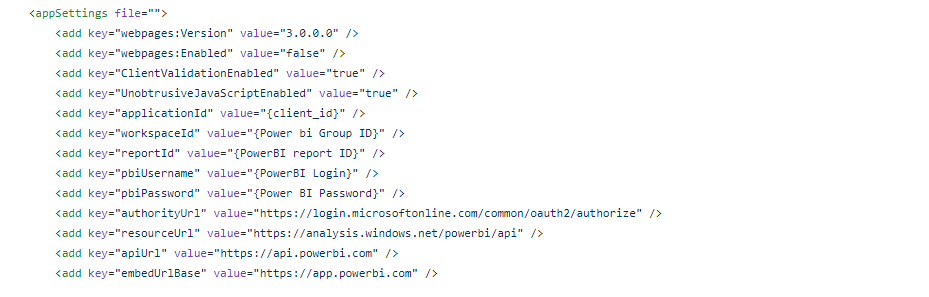 <appSettings file="">
<add key="webpages:Version" value="3.0.0.0" />
<add key="webpages:Enabled" value="false" />
<add key="ClientValidationEnabled" value="true" />
<add key="UnobtrusiveJavaScriptEnabled" value="true" />
<add key="applicationId" value="{client_id}" />
<add key="workspaceId" value="{Power bi Group ID}" />
<add key="reportId" value="{PowerBI report ID}" />
<add key="pbiUsername" value="{PowerBI Login}" />
<add key="pbiPassword" value="{Power BI Password}" />
<add key="authorityUrl" value="https://login.microsoftonline.com/common/oauth2/authorize" />
<add key="resourceUrl" value="https://analysis.windows.net/powerbi/api" />
<add key="apiUrl" value="https://api.powerbi.com" />
<add key="embedUrlBase" value="https://app.powerbi.com" />